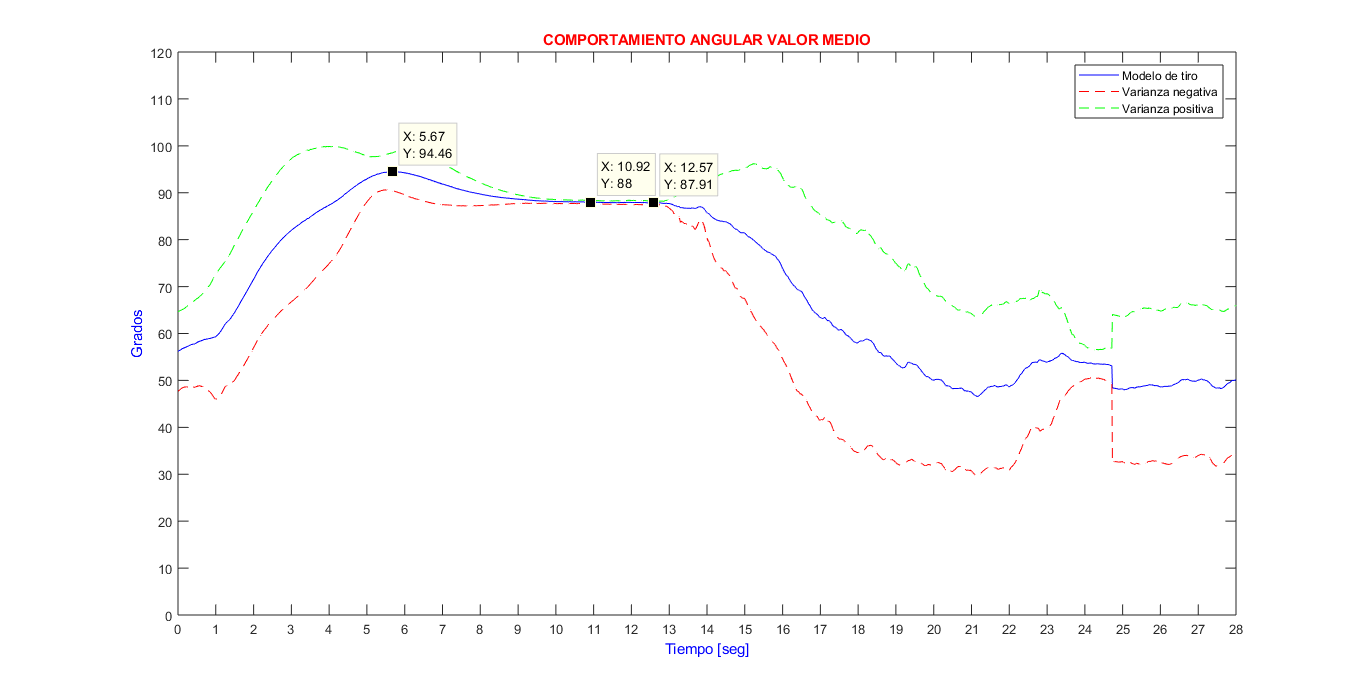 COMPORTAMIENTO ANGULAR VALOR MEDIO
Modelo de tiro
Varianza negativa
Varianza positiva
X: 5.67
Y: 94.46
X: 10.92
Y: 88
X: 12.57
Y: 87.91
120
110
100
90
80
70
60
50
40
30
20
10
0
Grados
0 1 2 3 4 5 6 7 8 9 10 11 12 13 14 15 16 17 18 19 20 21 22 23 24 25 26 27 28
Tiempo [seg]